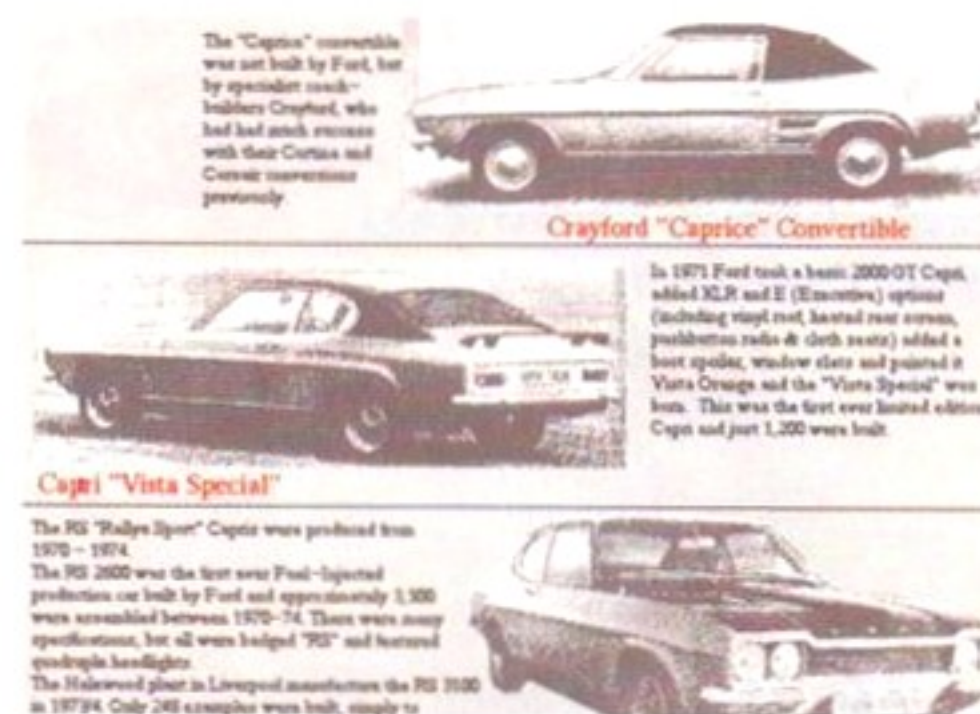 The "Caprice" convertible
was not built by Ford, but
by specialist coach-
builders Crayford, who
had had much success
with their Cortina and
Corsair conversions
previously.
Crayford "Caprice" Convertible
In 1971 Ford took a basic 2000 GT Capri,
added XLR and E (Executive) options
(including vinyl roof, heated rear screen,
pushbutton radio & cloth seats) added a
boot spoiler, window slats and painted it
Vista Orange and the "Vista Special" was
born. This was the first ever limited edition
Capri and just 1,200 were built.
Capri "Vista Special"
The RS "Rallye Sport" Capris were produced from
1970 - 1974.
The RS 2600 was the first ever Fuel-Injected
production car built by Ford and approximately
were assembled between 1970-74. There were many
specifications, but all were badged "RS" and featured
quadruple headlights.
The Halewood plant in Liverpool manufacture the RS 3100
in 1973/4. Only 248 examples were built, simply to